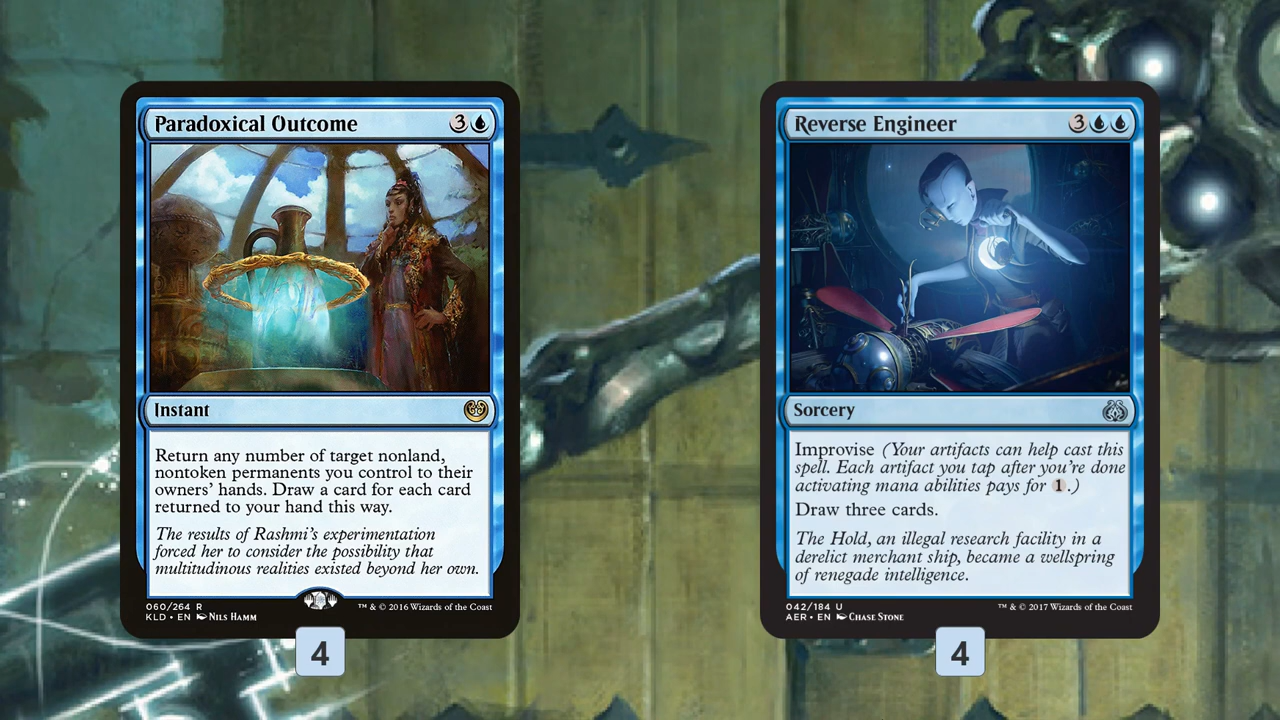 Paradoxical Outcome 3
Instant
Return any number of target nonland,
nontoken permanents you control to their
owners' hands. Draw a card for each card
returned to your hand this way.
The results of Rashmi's experimentation
forced her to consider the possibility that
multitudinous realities existed beyond her own.
060/264 R
KLD • EN NILS HAMM
™ & © 2016 Wizards of the Coast
4
Reverse Engineer 3
Sorcery
Improvise (Your artifacts can help cast this
spell. Each artifact you tap after you're done
activating mana abilities pays for 1.)
Draw three cards.
The Hold, an illegal research facility in a
derelict merchant ship, became a wellspring
of renegade intelligence.
042/184 U
AER • EN CHASE STONE
™ & © 2017 Wizards of the Coast
4